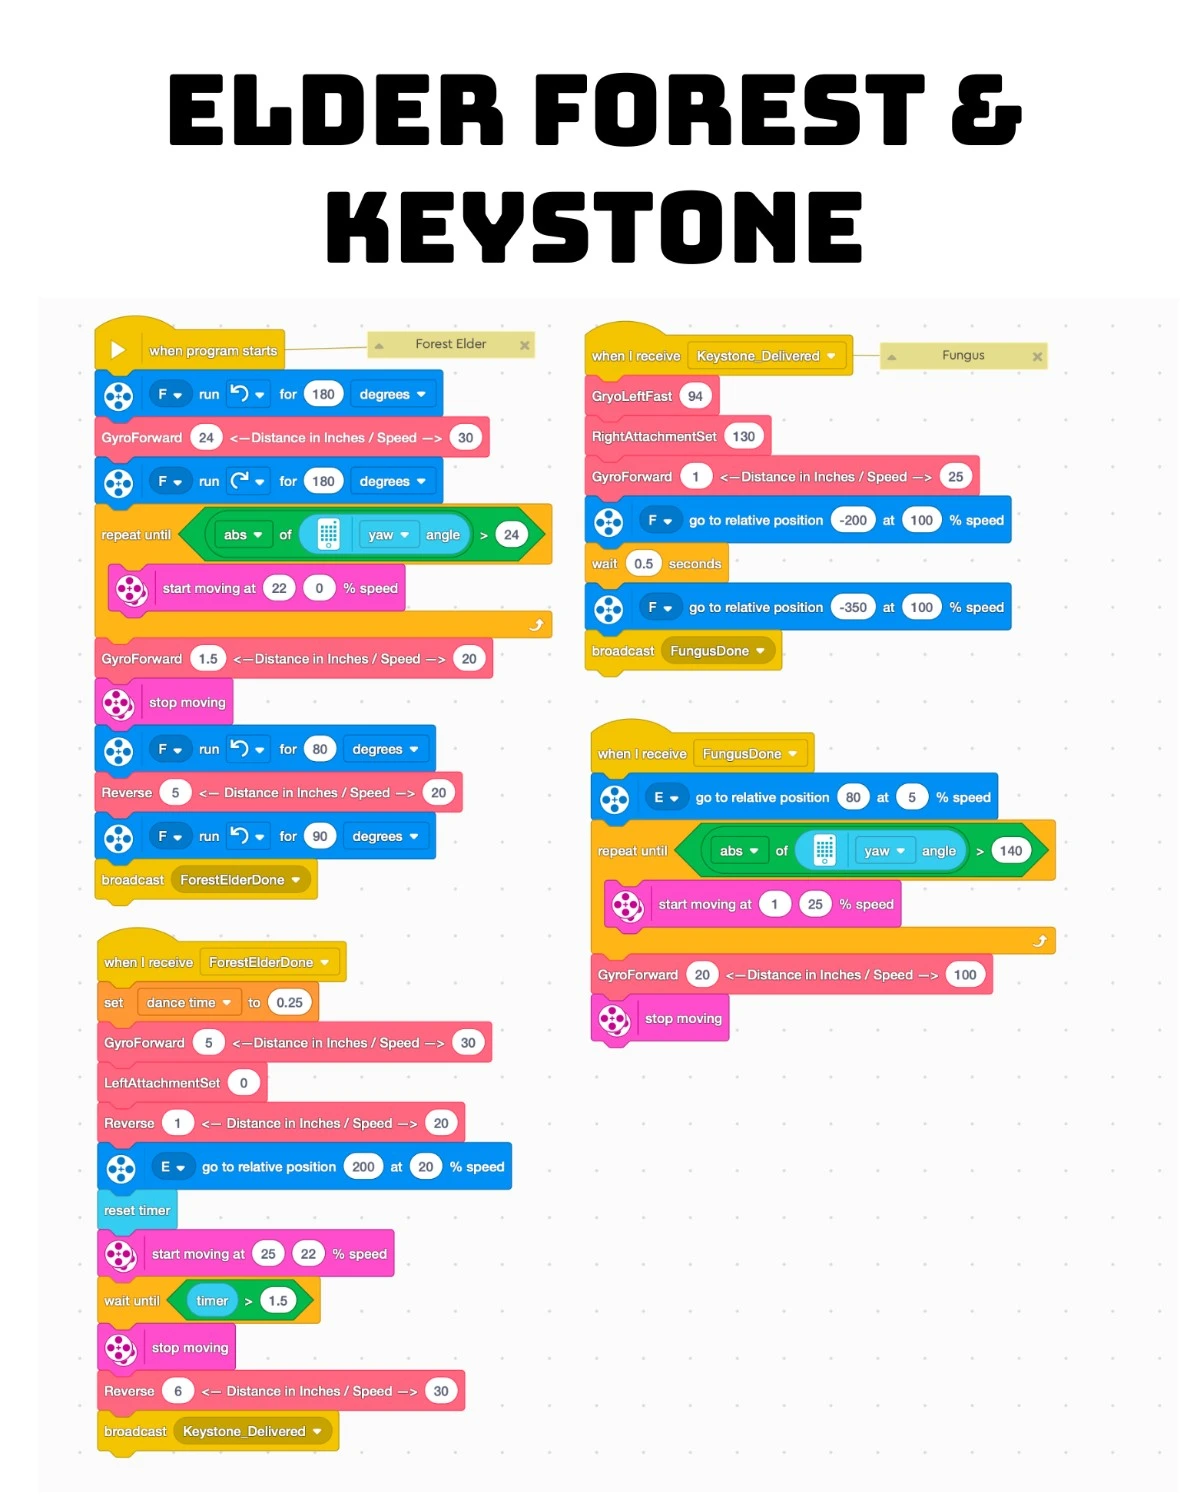 ELDER FOREST &
KEYSTONE
when program starts
Forest Elder
F run for 180 degrees
GyroForward 24 <—Distance in Inches / Speed —> 30
F run for 180 degrees
repeat until abs of yaw angle > 24
start moving at 22 0 % speed
GyroForward 1.5 <—Distance in Inches / Speed —> 20
stop moving
F run for 80 degrees
Reverse 5 <— Distance in Inches / Speed —> 20
F run for 90 degrees
broadcast ForestElderDone
when I receive ForestElderDone
set dance time to 0.25
GyroForward 5 <—Distance in Inches / Speed —> 30
LeftAttachmentSet 0
Reverse 1 <— Distance in Inches / Speed —> 20
E go to relative position 200 at 20 % speed
reset timer
start moving at 25 22 % speed
wait until timer > 1.5
stop moving
Reverse 6 <— Distance in Inches / Speed —> 30
broadcast Keystone_Delivered
when I receive Keystone_Delivered
Fungus
GryoLeftFast 94
RightAttachmentSet 130
GyroForward 1 <—Distance in Inches / Speed —> 25
F go to relative position -200 at 100 % speed
wait 0.5 seconds
F go to relative position -350 at 100 % speed
broadcast FungusDone
when I receive FungusDone
E go to relative position 80 at 5 % speed
repeat until abs of yaw angle > 140
start moving at 1 25 % speed
GyroForward 20 <—Distance in Inches / Speed —> 100
stop moving